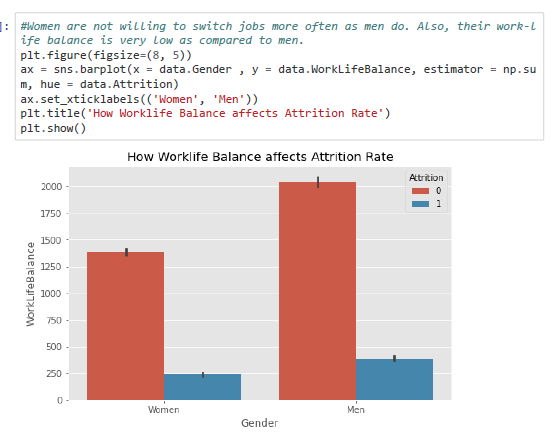 ]: #Women are not willing to switch jobs more often as men do. Also, their work-l
ife balance is very low as compared to men.
plt.figure(figsize=(8, 5))
ax = sns.barplot(x = data.Gender , y = data.WorkLifeBalance, estimator = np.su
m, hue = data.Attrition)
ax.set_xticklabels(('Women', 'Men'))
plt.title('How Worklife Balance affects Attrition Rate')
plt.show()
How Worklife Balance affects Attrition Rate
Attrition
0
1
2000
1750
1500
1250
1000
750
500
250
0
WorkLifeBalance
Women
Men
Gender